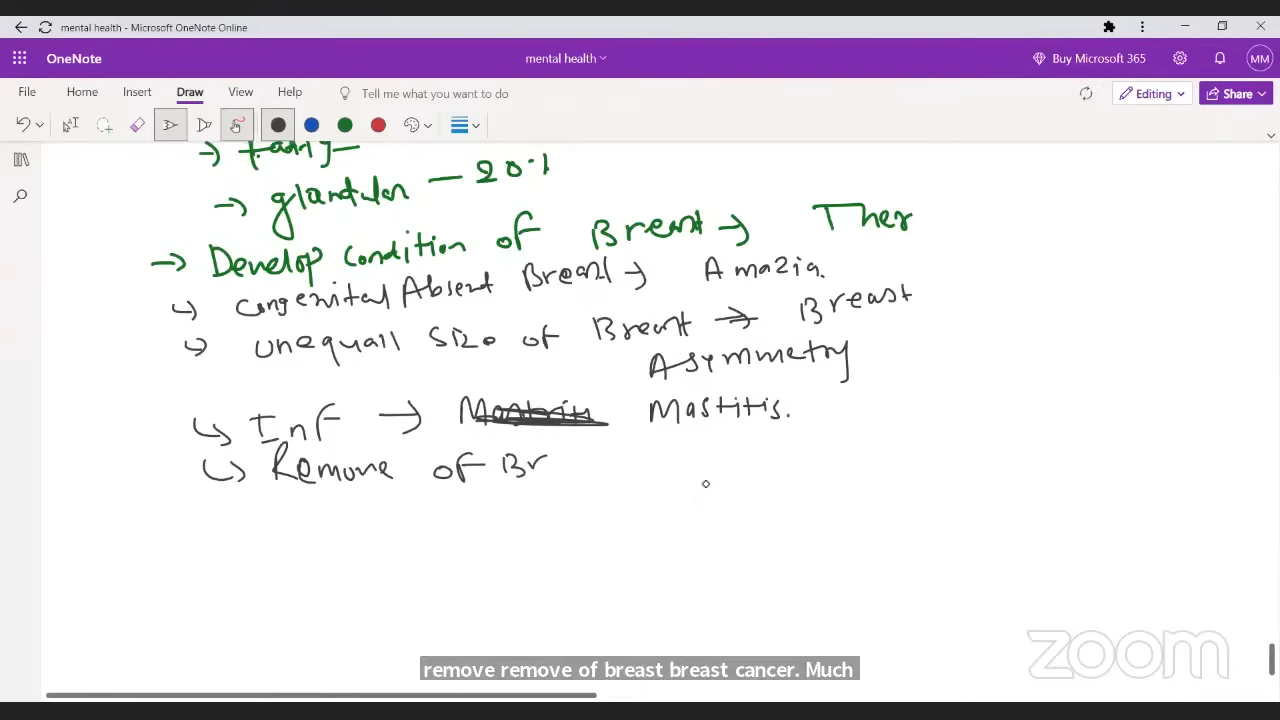 mental health - Microsoft OneNote Online
OneNote
mental health
Buy Microsoft 365
MM
File Home Insert Draw View Help Tell me what you want to do
Editing Share
→ glandular — 20%
→ Develop condition of Breast → Ther
↳ Congenital Absent Breast → Amazia.
↳ unequall size of Breast → Breast
Asymmetry
↳ Inf → Mastitis.
↳ Remove of Br
zoom
remove remove of breast breast cancer. Much